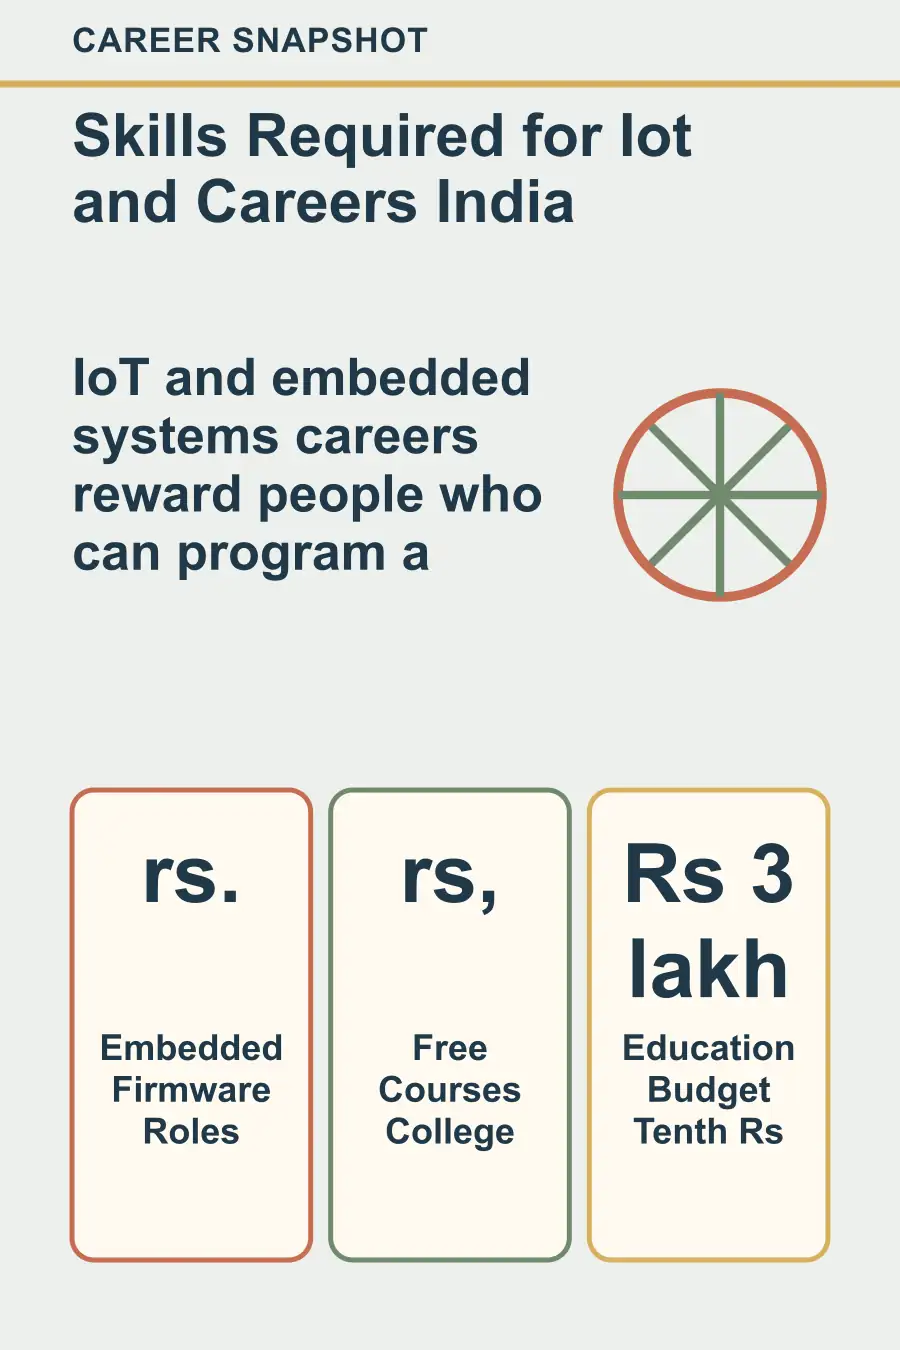 CAREER SNAPSHOT
Skills Required for Iot
and Careers India
IoT and embedded
systems careers
reward people who
can program a
rs.
Embedded
Firmware
Roles
rs,
Free
Courses
College
Rs 3
lakh
Education
Budget
Tenth Rs